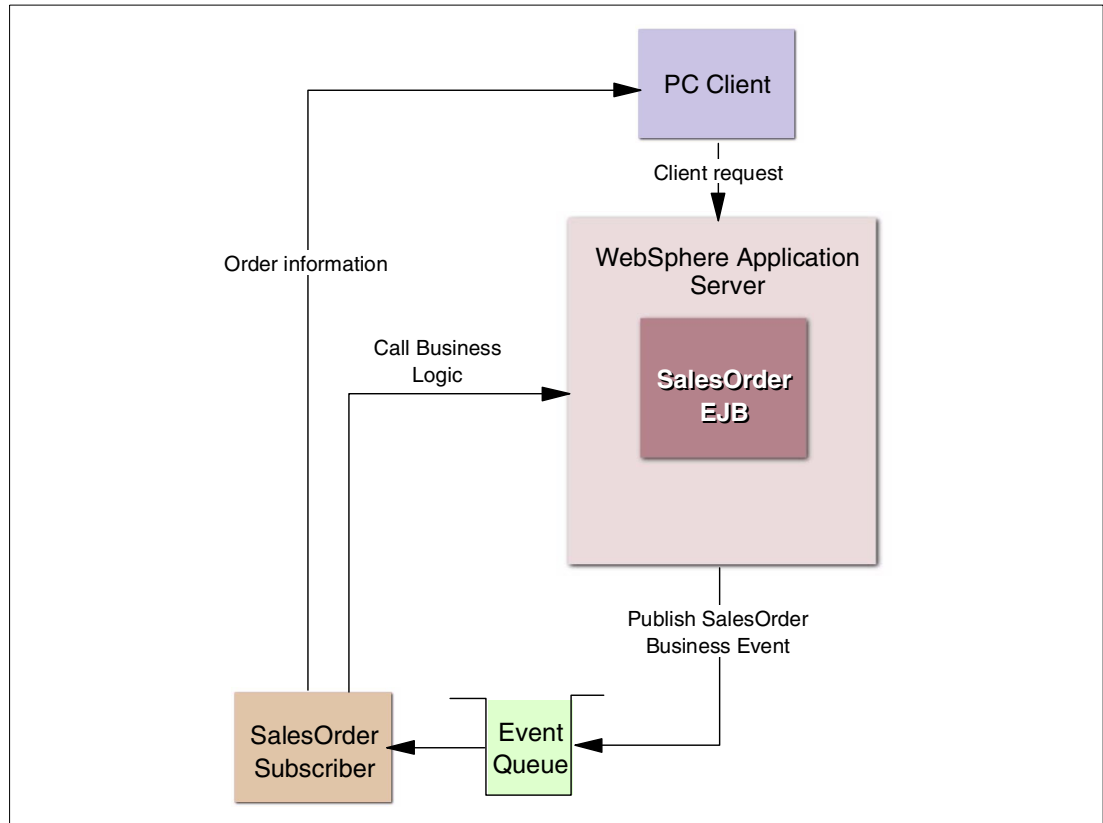 PC Client
Client request
WebSphere Application
Server
Order information
Call Business
Logic
SalesOrder
EJB
Publish SalesOrder
Business Event
Event
Queue
SalesOrder
Subscriber